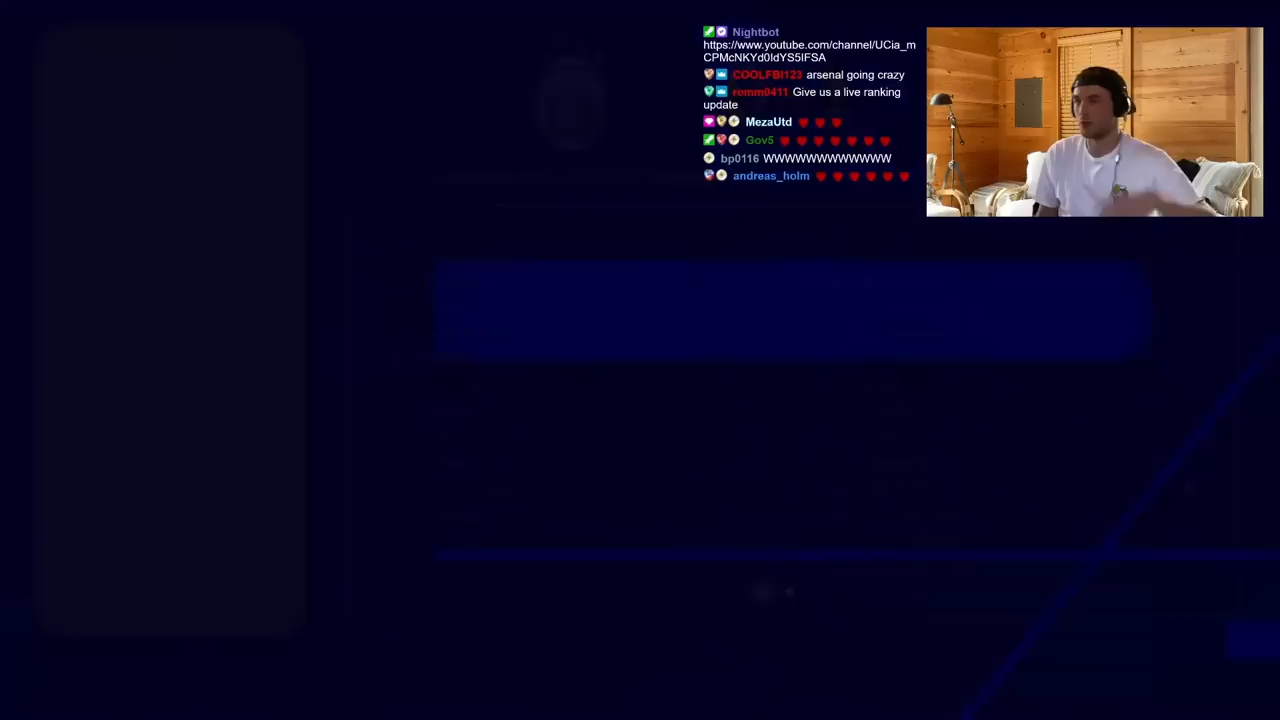 Nightbot
https://www.youtube.com/channel/UCia_m
CPMcNKYd0IdYS5IFSA
COOLFBI123 arsenal going crazy
romm0411 Give us a live ranking
update
MezaUtd
Gov5
bp0116 WWWWWWWWWWWW
andreas_holm